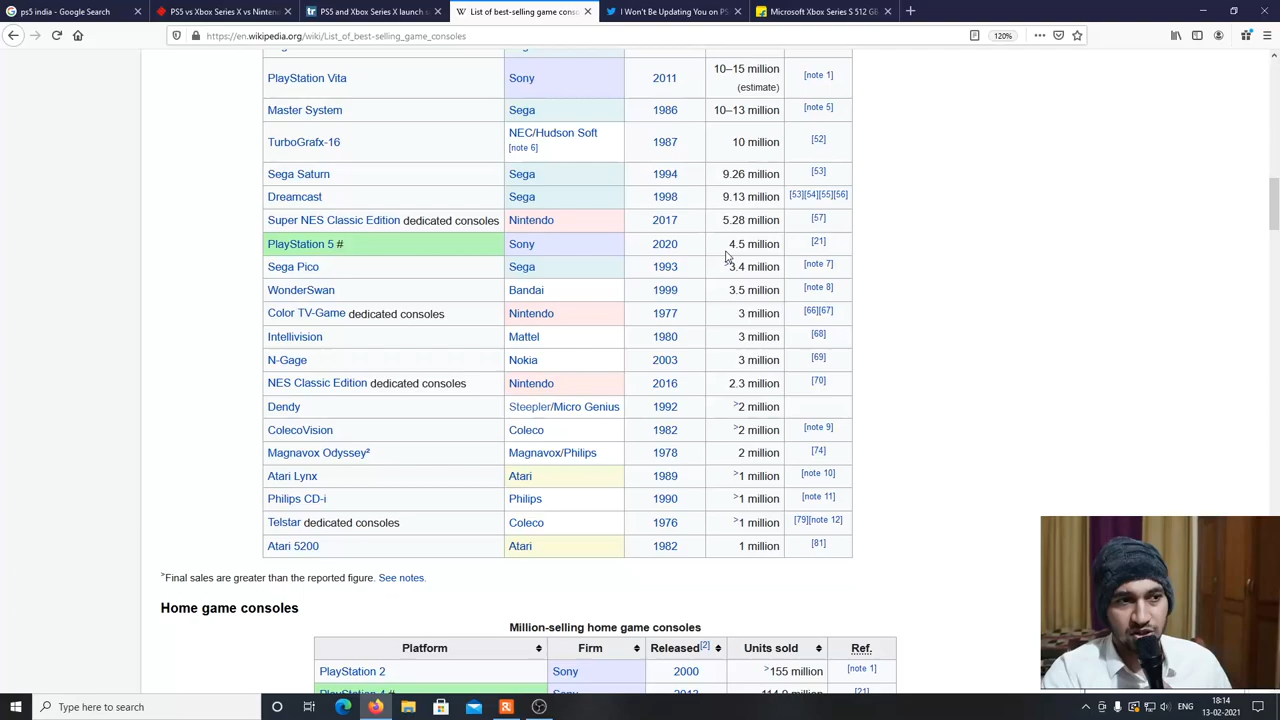 ps5 india - Google Search
PS5 vs Xbox Series X vs Ninten
PS5 and Xbox Series X launch s
List of best-selling game consu
I Won't Be Updating You on PS
Microsoft Xbox Series S 512 GB
https://en.wikipedia.org/wiki/List_of_best-selling_game_consoles
120%
PlayStation Vita Sony 2011 10–15 million (estimate) [note 1]
Master System Sega 1986 10–13 million [note 5]
TurboGrafx-16 NEC/Hudson Soft [note 6] 1987 10 million [52]
Sega Saturn Sega 1994 9.26 million [53]
Dreamcast Sega 1998 9.13 million [53][54][55][56]
Super NES Classic Edition dedicated consoles Nintendo 2017 5.28 million [57]
PlayStation 5 # Sony 2020 4.5 million [21]
Sega Pico Sega 1993 3.4 million [note 7]
WonderSwan Bandai 1999 3.5 million [note 8]
Color TV-Game dedicated consoles Nintendo 1977 3 million [66][67]
Intellivision Mattel 1980 3 million [68]
N-Gage Nokia 2003 3 million [69]
NES Classic Edition dedicated consoles Nintendo 2016 2.3 million [70]
Dendy Steepler/Micro Genius 1992 >2 million
ColecoVision Coleco 1982 >2 million [note 9]
Magnavox Odyssey² Magnavox/Philips 1978 2 million [74]
Atari Lynx Atari 1989 >1 million [note 10]
Philips CD-i Philips 1990 >1 million [note 11]
Telstar dedicated consoles Coleco 1976 >1 million [79][note 12]
Atari 5200 Atari 1982 1 million [81]
>Final sales are greater than the reported figure. See notes.
Home game consoles
Million-selling home game consoles
Platform Firm Released[2] Units sold Ref.
PlayStation 2 Sony 2000 >155 million [note 1]
PlayStation 4 # Sony 2013 [21]
Type here to search
ENG
18:14
13-02-2021